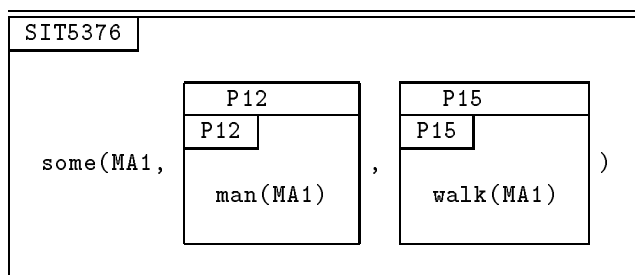 SIT5376
P12 P15
P12 P15
some(MA1, , )
man(MA1) walk(MA1)